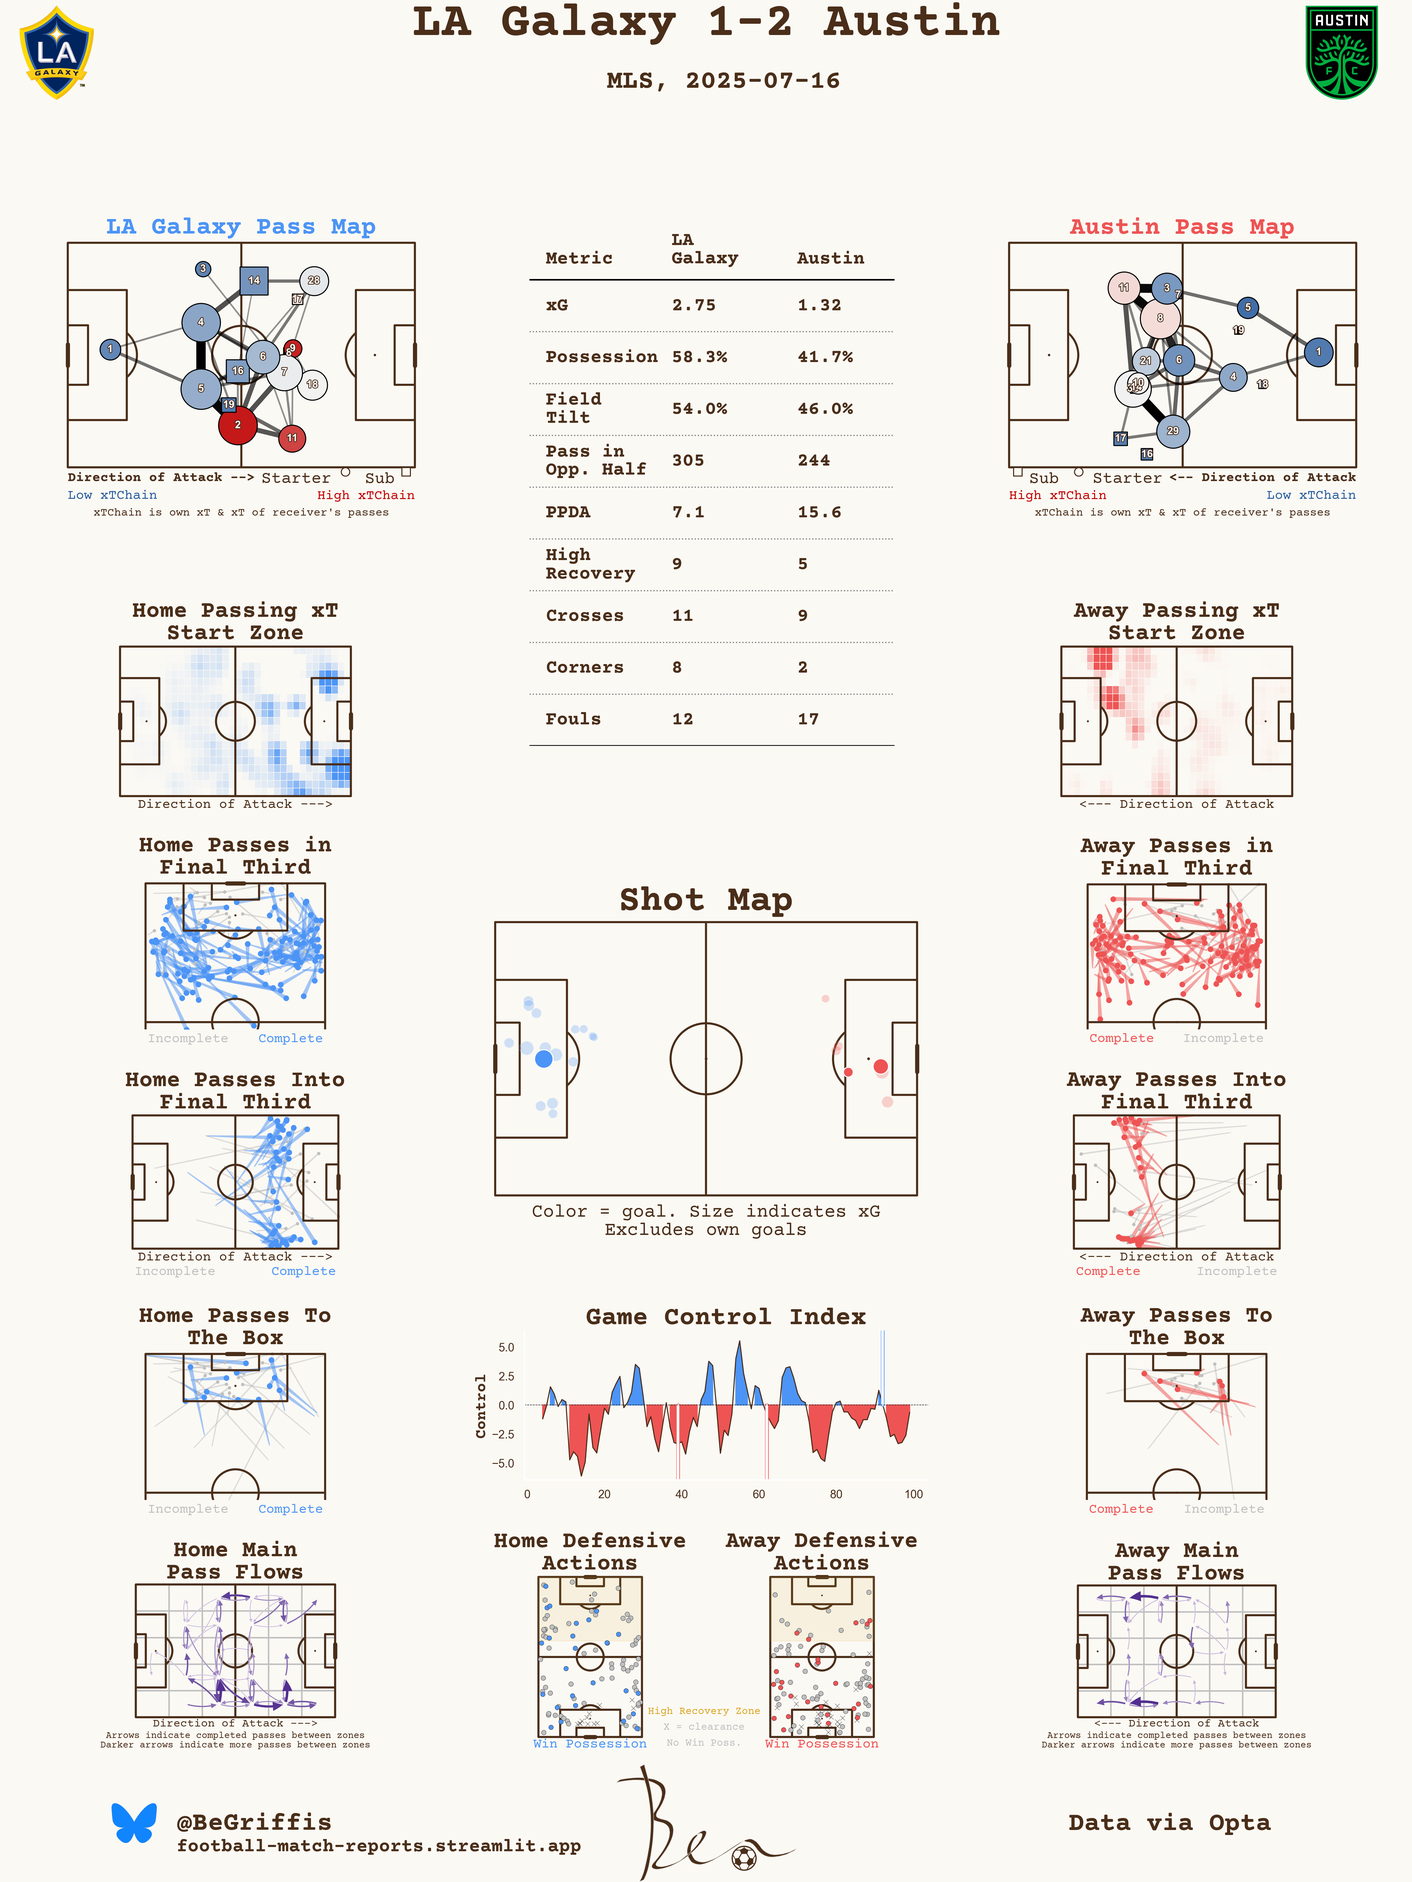 LA Galaxy 1-2 Austin
MLS, 2025-07-16
LA
GALAXY
TM
AUSTIN
F C
LA Galaxy Pass Map
3
14
28
17
4
1
6
9
8
16
7
5
18
19
2
11
Direction of Attack --> Starter Sub
Low xTChain High xTChain
xTChain is own xT & xT of receiver's passes
Metric LA Galaxy Austin
xG 2.75 1.32
Possession 58.3% 41.7%
Field Tilt 54.0% 46.0%
Pass in Opp. Half 305 244
PPDA 7.1 15.6
High Recovery 9 5
Crosses 11 9
Corners 8 2
Fouls 12 17
Austin Pass Map
11
3
7
5
8
19
1
21
6
4
10
18
29
17
16
Sub Starter <-- Direction of Attack
High xTChain Low xTChain
xTChain is own xT & xT of receiver's passes
Home Passing xT
Start Zone
Direction of Attack --->
Away Passing xT
Start Zone
<--- Direction of Attack
Home Passes in
Final Third
Incomplete Complete
Away Passes in
Final Third
Complete Incomplete
Shot Map
Color = goal. Size indicates xG
Excludes own goals
Home Passes Into
Final Third
Direction of Attack --->
Incomplete Complete
Away Passes Into
Final Third
<--- Direction of Attack
Complete Incomplete
Home Passes To
The Box
Incomplete Complete
Game Control Index
Control
5.0
2.5
0.0
−2.5
−5.0
0 20 40 60 80 100
Away Passes To
The Box
Complete Incomplete
Home Main
Pass Flows
Direction of Attack --->
Arrows indicate completed passes between zones
Darker arrows indicate more passes between zones
Home Defensive
Actions
Win Possession
High Recovery Zone
X = clearance
No Win Poss.
Away Defensive
Actions
Win Possession
Away Main
Pass Flows
<--- Direction of Attack
Arrows indicate completed passes between zones
Darker arrows indicate more passes between zones
@BeGriffis
football-match-reports.streamlit.app
Ben
Data via Opta